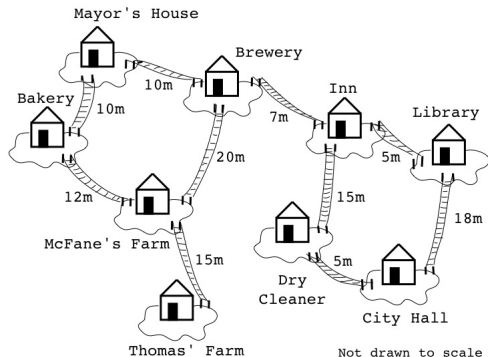 Mayor's House
Brewery
10m
Inn
Bakery
10m
7m
Library
5m
20m
12m
15m
18m
McFane's Farm
15m
5m
Dry
Cleaner
City Hall
Thomas' Farm
Not drawn to scale